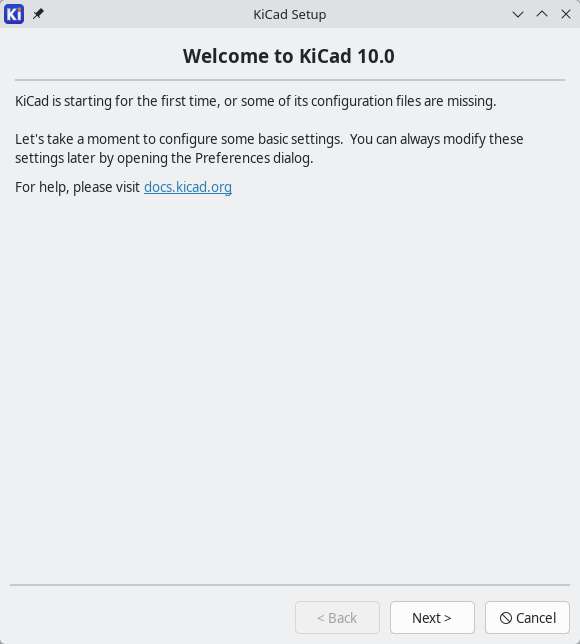 Ki
KiCad Setup
Welcome to KiCad 10.0
KiCad is starting for the first time, or some of its configuration files are missing.
Let's take a moment to configure some basic settings.  You can always modify these
settings later by opening the Preferences dialog.
For help, please visit docs.kicad.org
< Back
Next >
Cancel